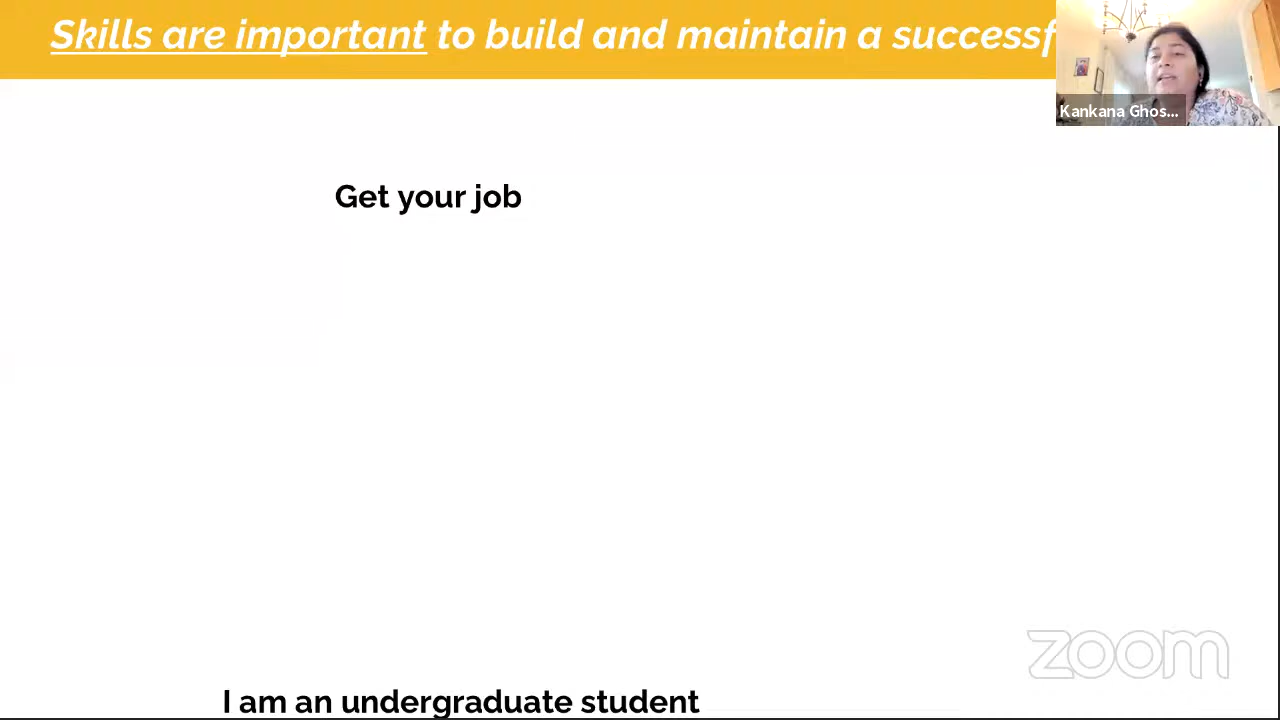 Skills are important to build and maintain a successf
Kankana Ghos...
Get your job
zoom
I am an undergraduate student